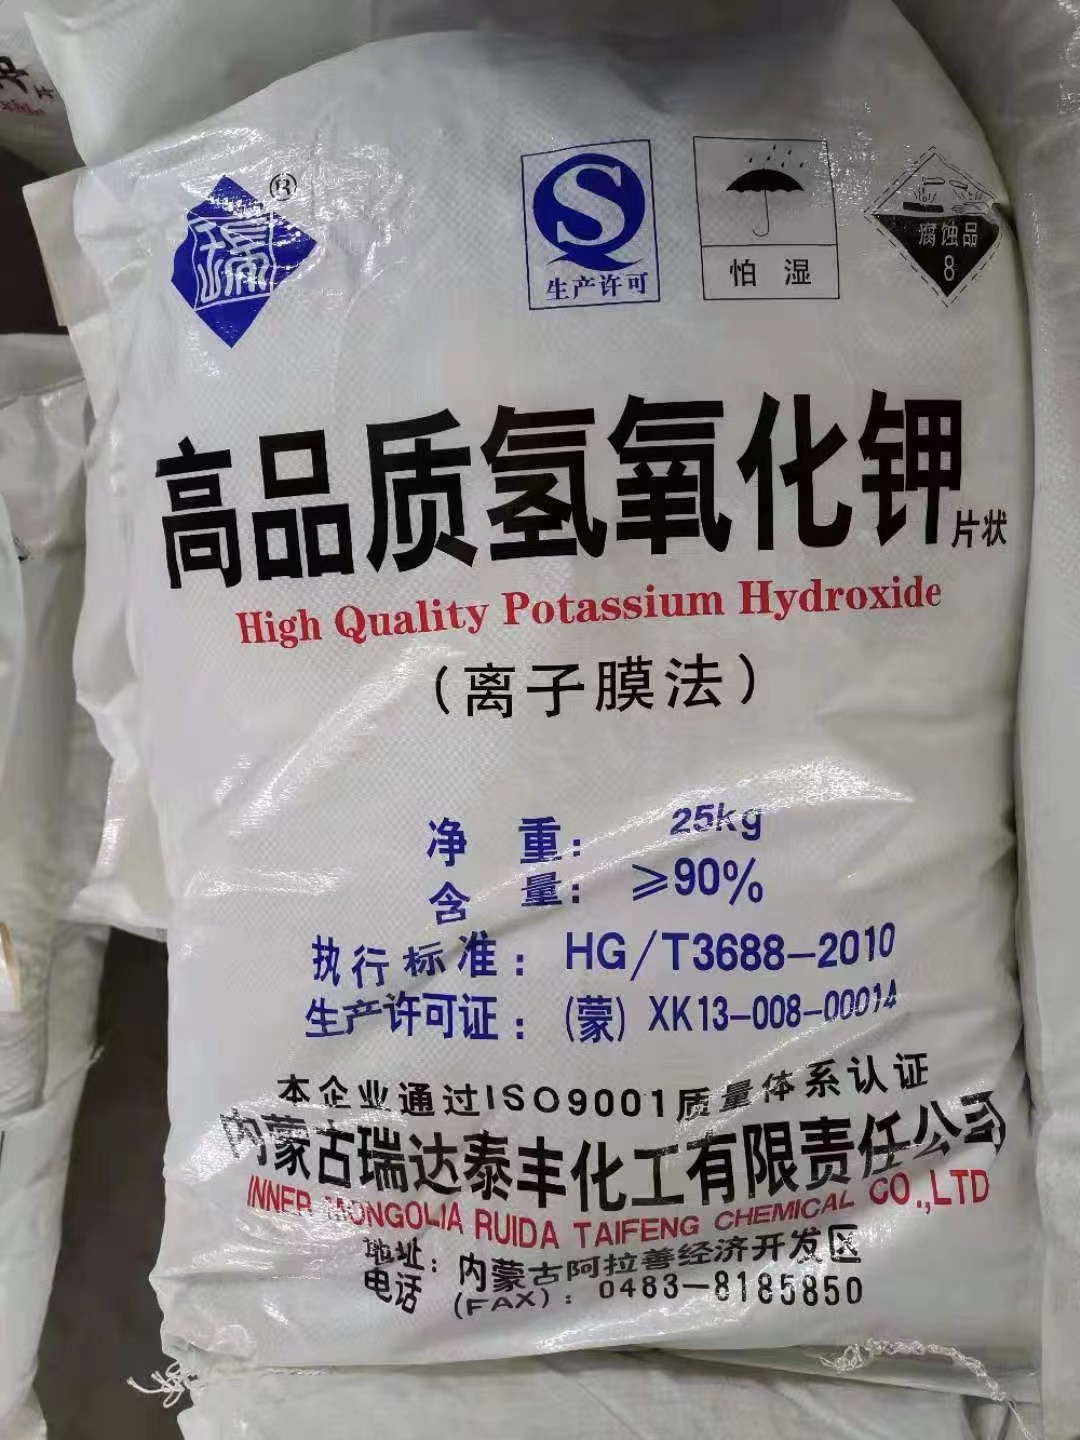 瑞®
生产许可
怕湿
腐蚀品
8
高品质氢氧化钾片状
High Quality Potassium Hydroxide
(离子膜法)
净 重: 25kg
含 量: ≥90%
执行标准: HG/T3688-2010
生产许可证: (蒙) XK13-008-00014
本企业通过ISO9001质量体系认证
内蒙古瑞达泰丰化工有限责任公司
INNER MONGOLIA RUIDA TAIFENG CHEMICAL CO.,LTD
地址: 内蒙古阿拉善经济开发区
电话(FAX): 0483-8185850